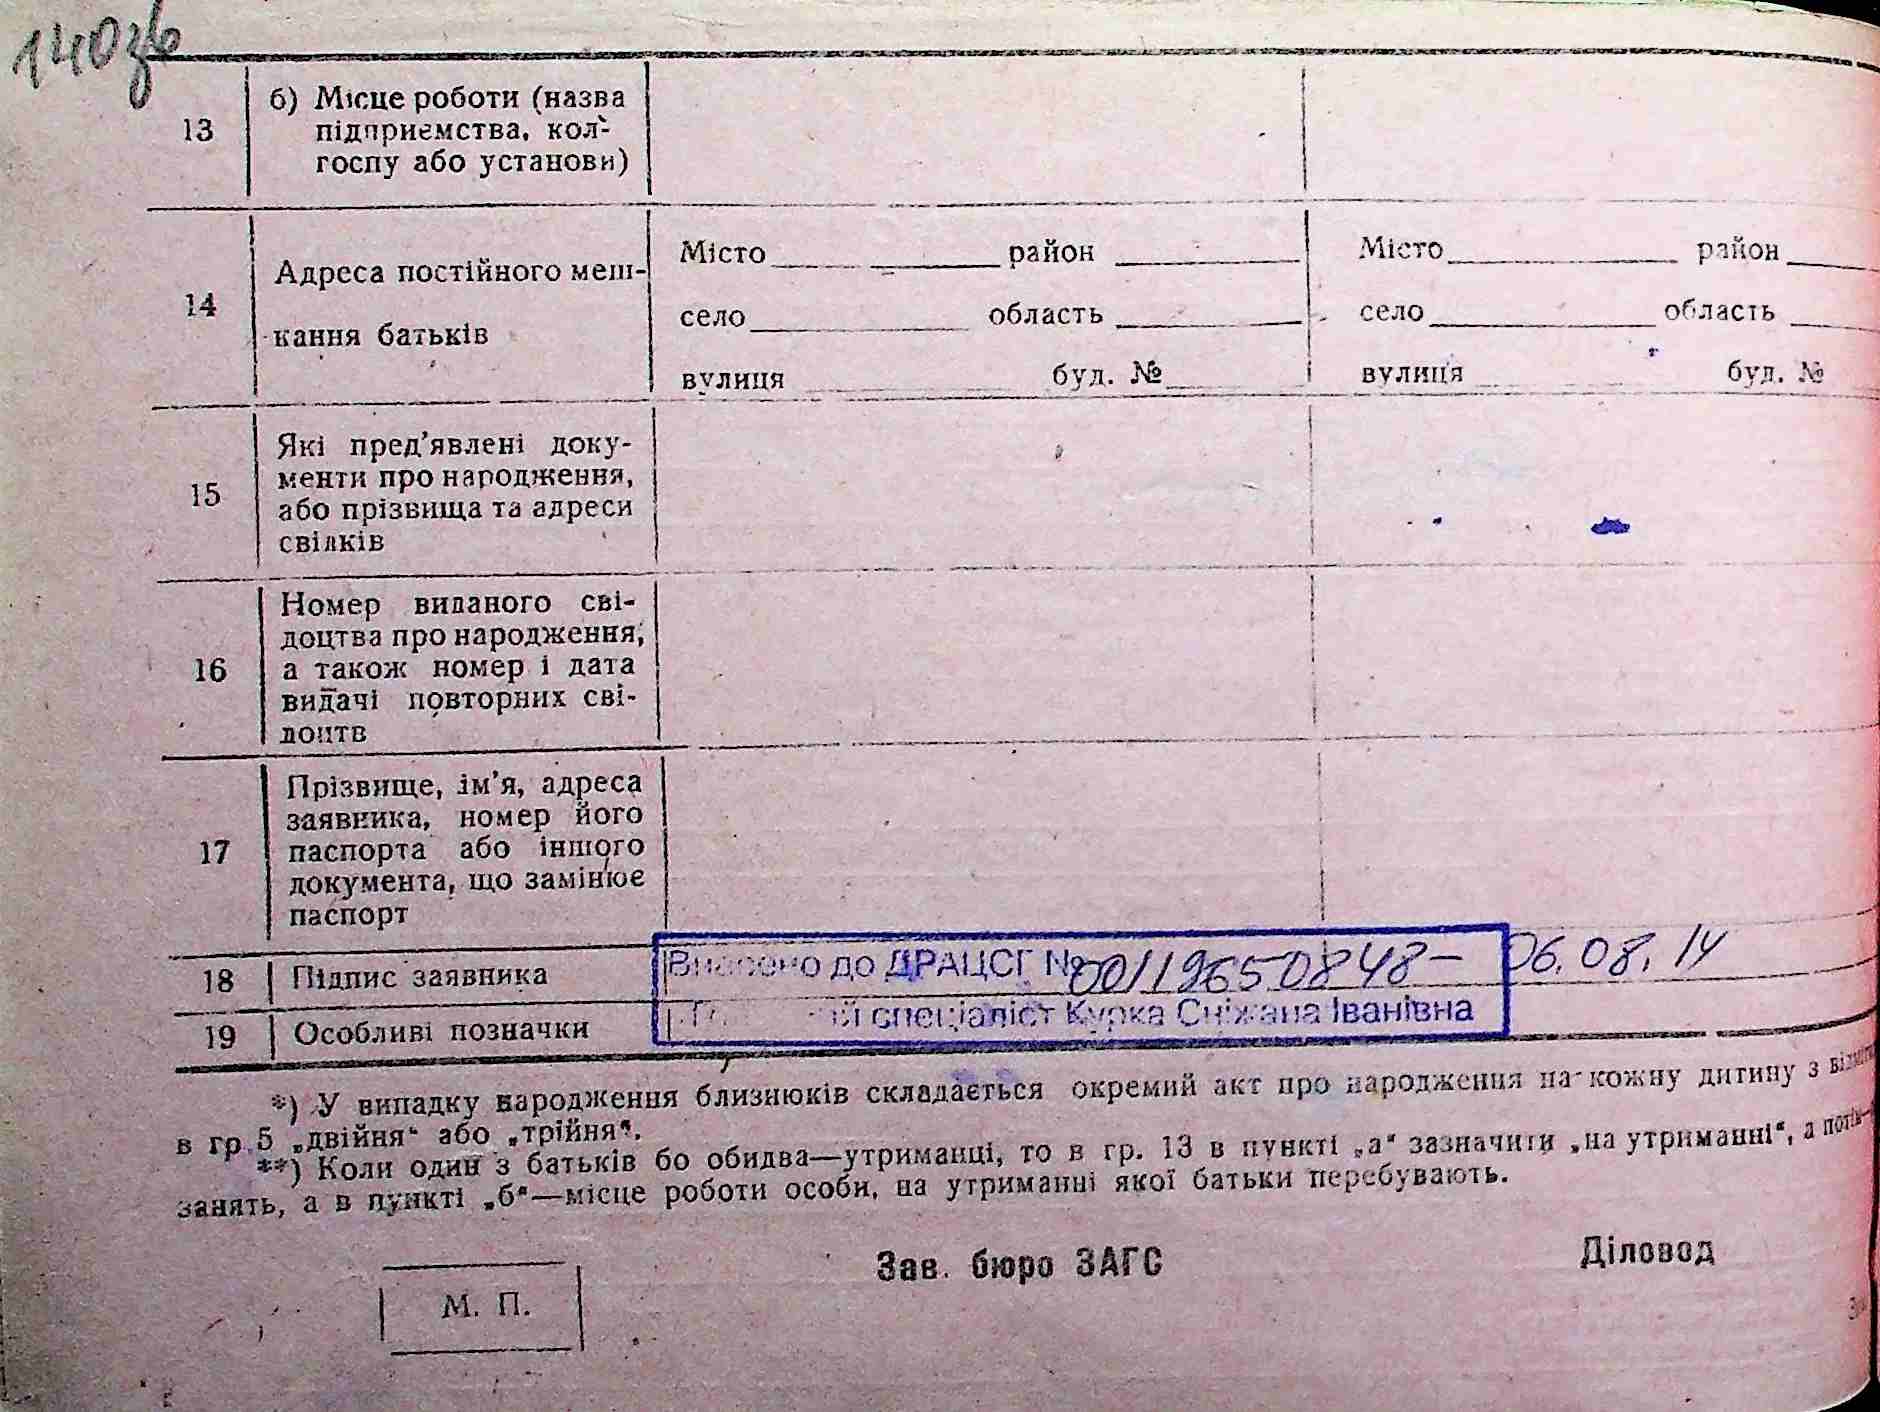 140зв
13
б) Місце роботи (назва
підприємства, кол-
госпу або установи)
14
Адреса постійного меш-
кання батьків
Місто район
село область
вулиця буд. №
Місто район
село область
вулиця буд. №
15
Які пред'явлені доку-
менти про народження,
або прізвища та адреси
свідків
16
Номер виданого сві-
доцтва про народження,
а також номер і дата
видачі повторних сві-
доцтв
17
Прізвище, ім'я, адреса
заявника, номер його
паспорта або іншого
документа, що замінює
паспорт
18 Підпис заявника
Внесено до ДРАЦСГ № 00119650848- 06.08.14
19 Особливі позначки
спеціаліст Курка Сніжана Іванівна
*) У випадку народження близнюків складається окремий акт про народження на кожну дитину з
в гр. 5 „двійня“ або „трійня“.
**) Коли один з батьків бо обидва—утриманці, то в гр. 13 в пункті „а“ зазначити „на утриманні“, а
занять, а в пункті „б“—місце роботи особи, на утриманні якої батьки перебувають.
Зав. бюро ЗАГС
Діловод
М. П.